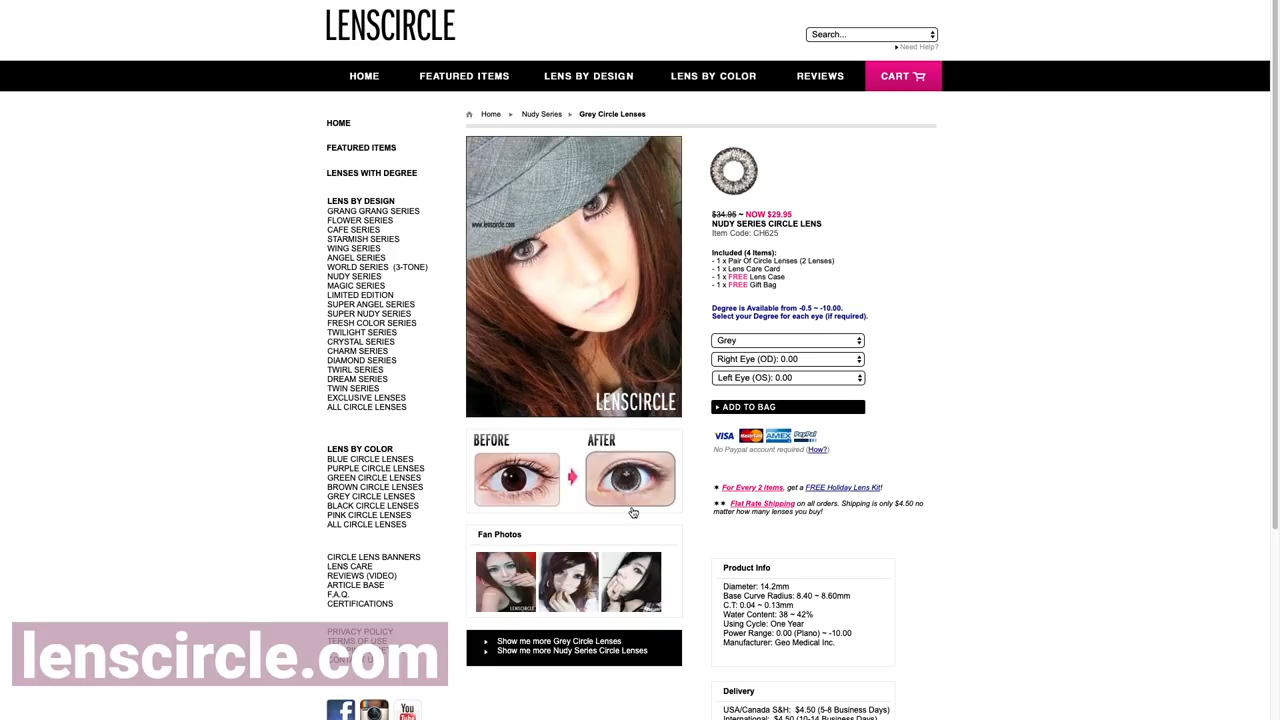 LENSCIRCLE
Search...
Need Help?
HOME
FEATURED ITEMS
LENS BY DESIGN
LENS BY COLOR
REVIEWS
CART
HOME
FEATURED ITEMS
LENSES WITH DEGREE
LENS BY DESIGN
GRANG GRANG SERIES
FLOWER SERIES
CAFE SERIES
STARMISH SERIES
WING SERIES
ANGEL SERIES
WORLD SERIES (3-TONE)
NUDY SERIES
MAGIC SERIES
LIMITED EDITION
SUPER ANGEL SERIES
SUPER NUDY SERIES
FRESH COLOR SERIES
TWILIGHT SERIES
CRYSTAL SERIES
CHARM SERIES
DIAMOND SERIES
TWIRL SERIES
DREAM SERIES
TWIN SERIES
EXCLUSIVE LENSES
ALL CIRCLE LENSES
LENS BY COLOR
BLUE CIRCLE LENSES
PURPLE CIRCLE LENSES
GREEN CIRCLE LENSES
BROWN CIRCLE LENSES
GREY CIRCLE LENSES
BLACK CIRCLE LENSES
PINK CIRCLE LENSES
ALL CIRCLE LENSES
CIRCLE LENS BANNERS
LENS CARE
REVIEWS (VIDEO)
ARTICLE BASE
F.A.Q.
CERTIFICATIONS
PRIVACY POLICY
TERMS OF USE
lenscircle.com
You
Home
Nudy Series
Grey Circle Lenses
www.lenscircle.com
LENSCIRCLE
BEFORE
AFTER
Fan Photos
LENSCIRCLE
Show me more Grey Circle Lenses
Show me more Nudy Series Circle Lenses
$34.95 ~ NOW $29.95
NUDY SERIES CIRCLE LENS
Item Code: CH625
Included (4 Items):
- 1 x Pair Of Circle Lenses (2 Lenses)
- 1 x Lens Care Card
- 1 x FREE Lens Case
- 1 x FREE Gift Bag
Degree is Available from -0.5 ~ -10.00.
Select your Degree for each eye (if required).
Grey
Right Eye (OD): 0.00
Left Eye (OS): 0.00
ADD TO BAG
VISA
MasterCard
AMEX
PayPal
No Paypal account required (How?)
✶ For Every 2 items, get a FREE Holiday Lens Kit!
✶✶ Flat Rate Shipping on all orders. Shipping is only $4.50 no
matter how many lenses you buy!
Product Info
Diameter: 14.2mm
Base Curve Radius: 8.40 ~ 8.60mm
C.T: 0.04 ~ 0.13mm
Water Content: 38 ~ 42%
Using Cycle: One Year
Power Range: 0.00 (Plano) ~ -10.00
Manufacturer: Geo Medical Inc.
Delivery
USA/Canada S&H: $4.50 (5-8 Business Days)
International: $4.50 (10-14 Business Days)